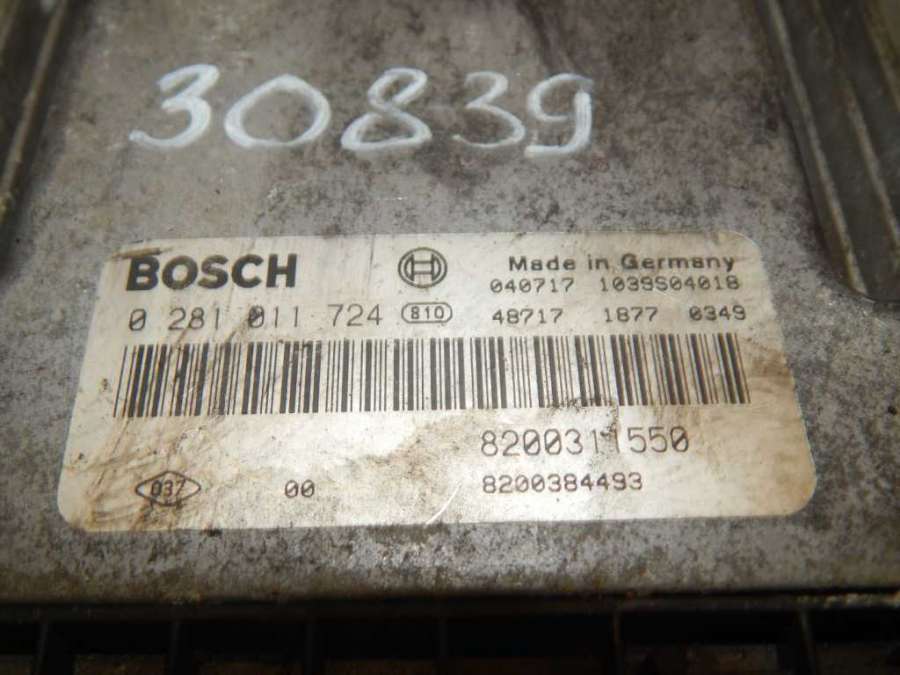 30839
BOSCH
Made in Germany
040717 1039S04018
0 281 011 724 810 48717 1877 0349
8200311550
037 00 8200384493